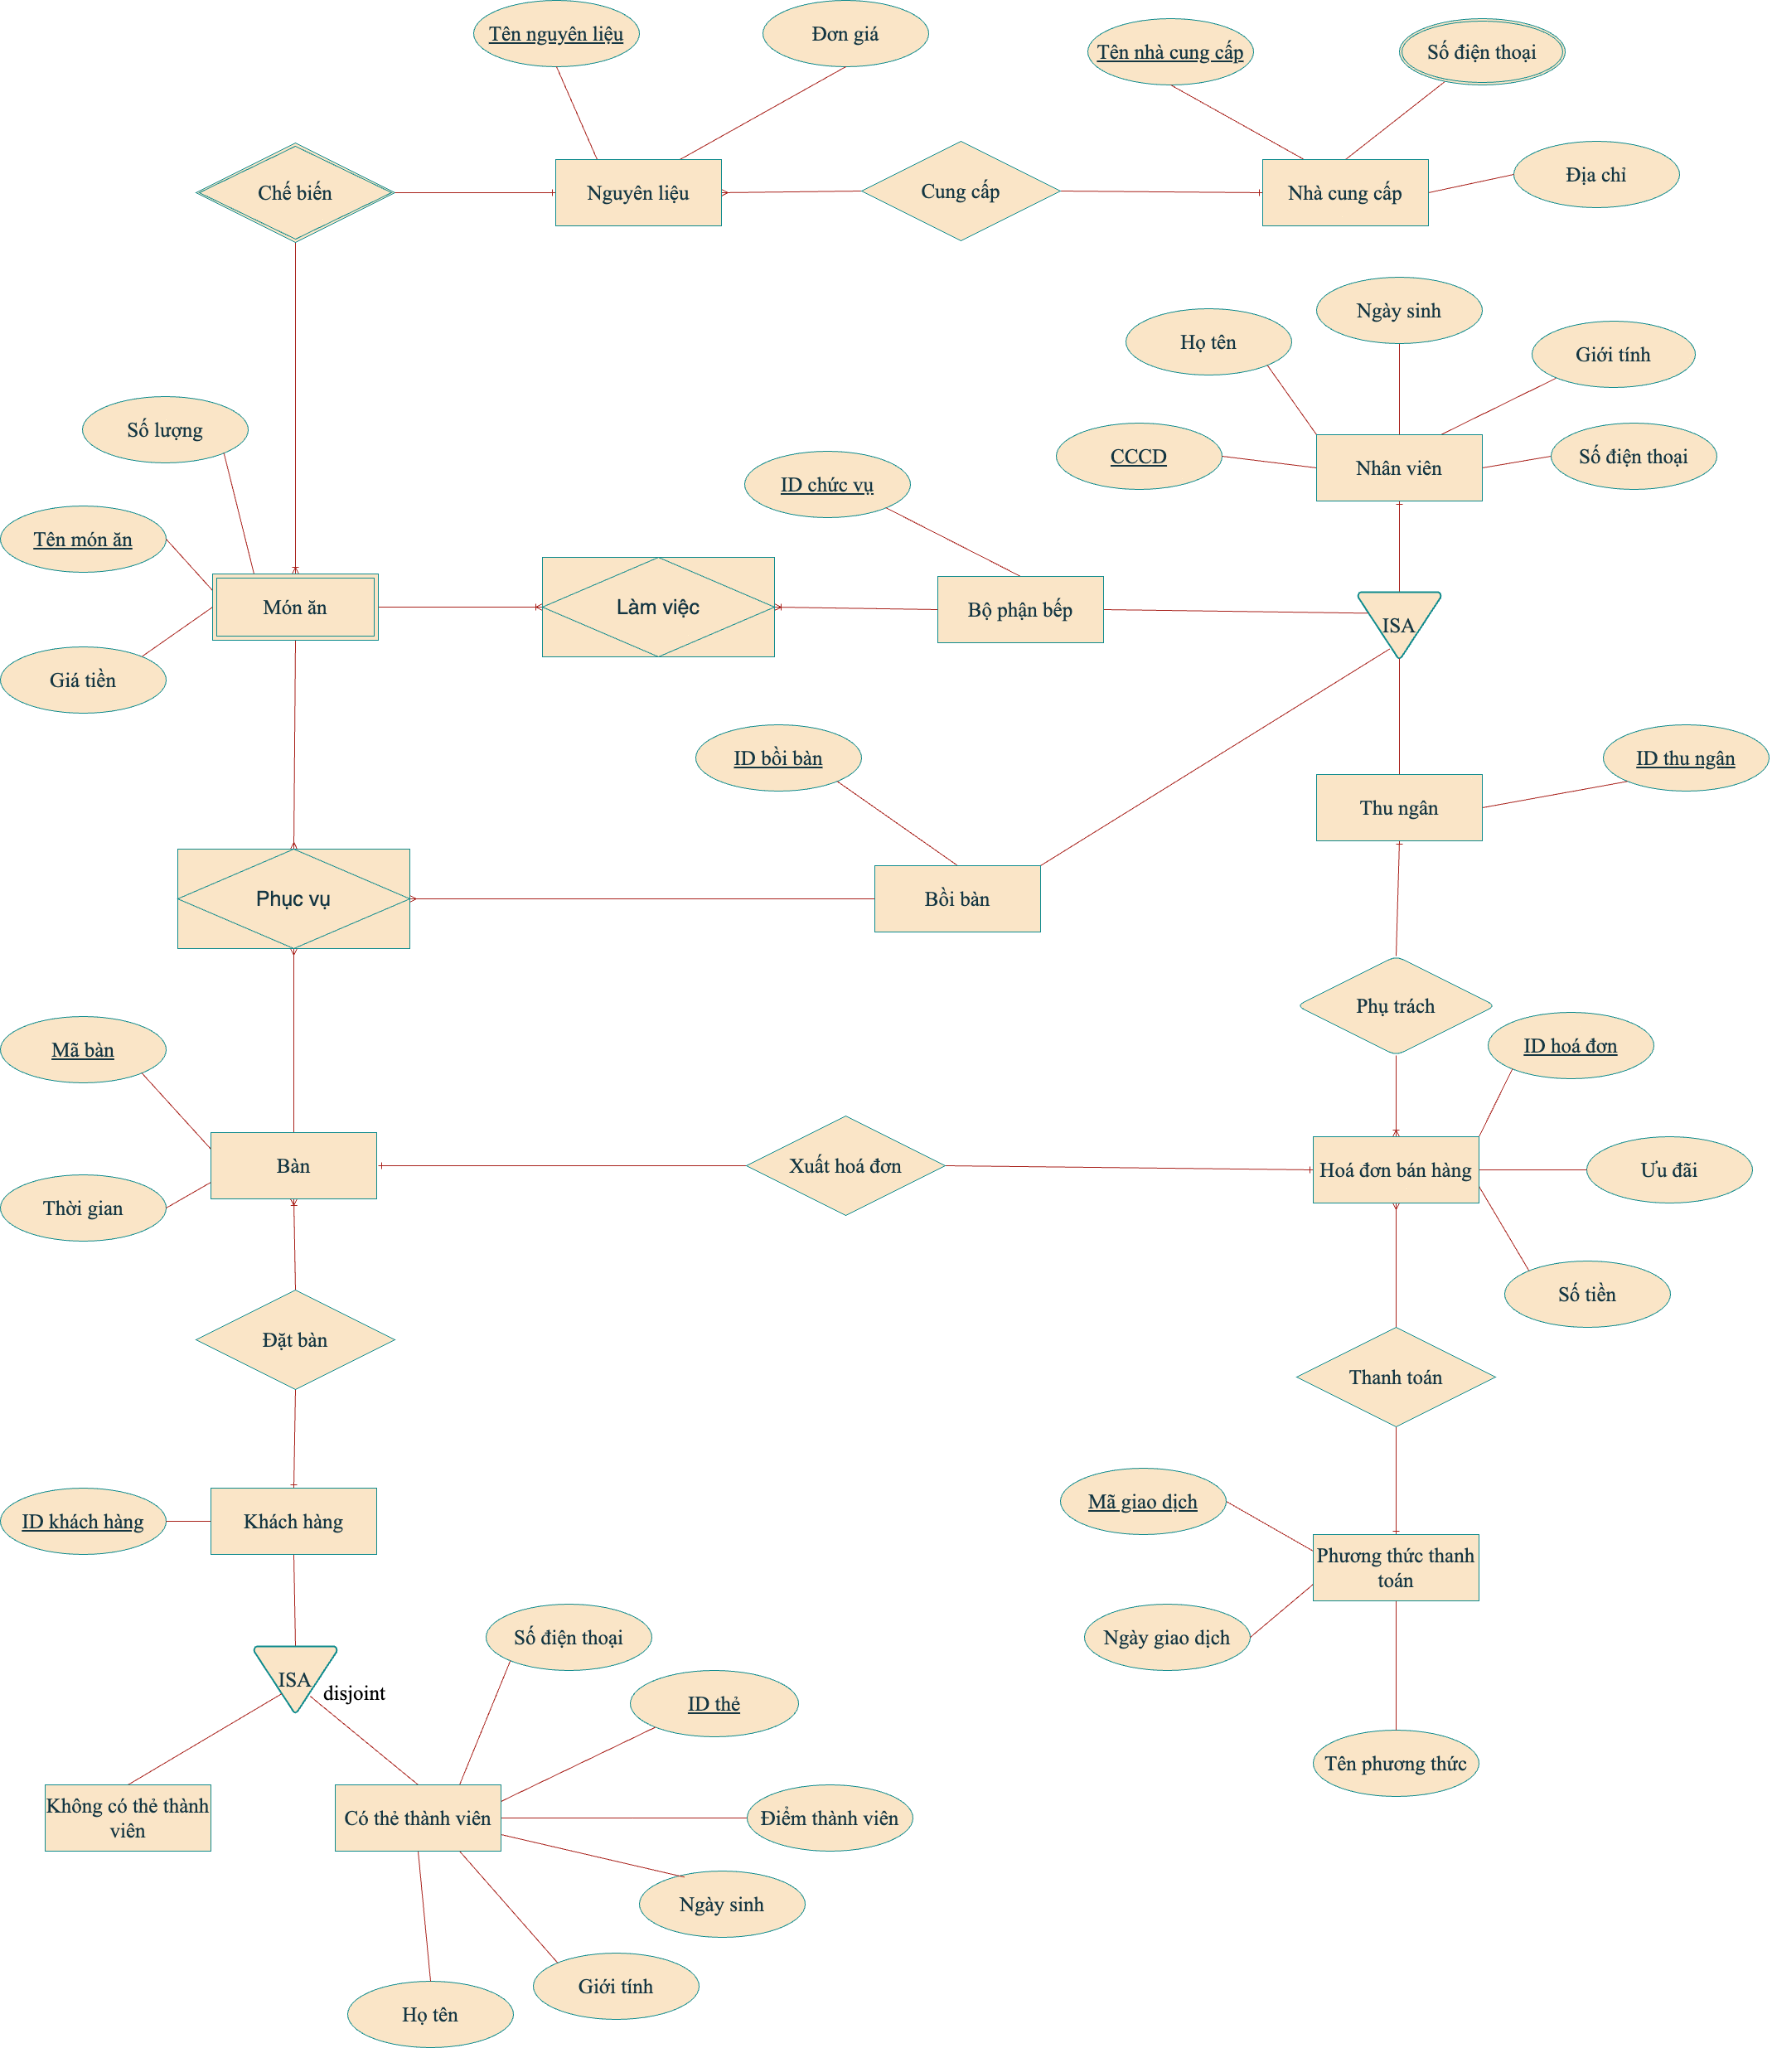 Tên nguyên liệu
Đơn giá
Tên nhà cung cấp
Số điện thoại
Chế biến
Nguyên liệu
Cung cấp
Nhà cung cấp
Địa chỉ
Ngày sinh
Họ tên
Giới tính
Số lượng
CCCD
Nhân viên
Số điện thoại
ID chức vụ
Tên món ăn
Món ăn
Làm việc
Bộ phận bếp
ISA
Giá tiền
ID bồi bàn
ID thu ngân
Thu ngân
Phục vụ
Bồi bàn
Phụ trách
Mã bàn
ID hoá đơn
Bàn
Xuất hoá đơn
Hoá đơn bán hàng
Ưu đãi
Thời gian
Số tiền
Đặt bàn
Thanh toán
Mã giao dịch
ID khách hàng
Khách hàng
Phương thức thanh
toán
Số điện thoại
Ngày giao dịch
ISA
disjoint
ID thẻ
Tên phương thức
Không có thẻ thành
viên
Có thẻ thành viên
Điểm thành viên
Ngày sinh
Giới tính
Họ tên